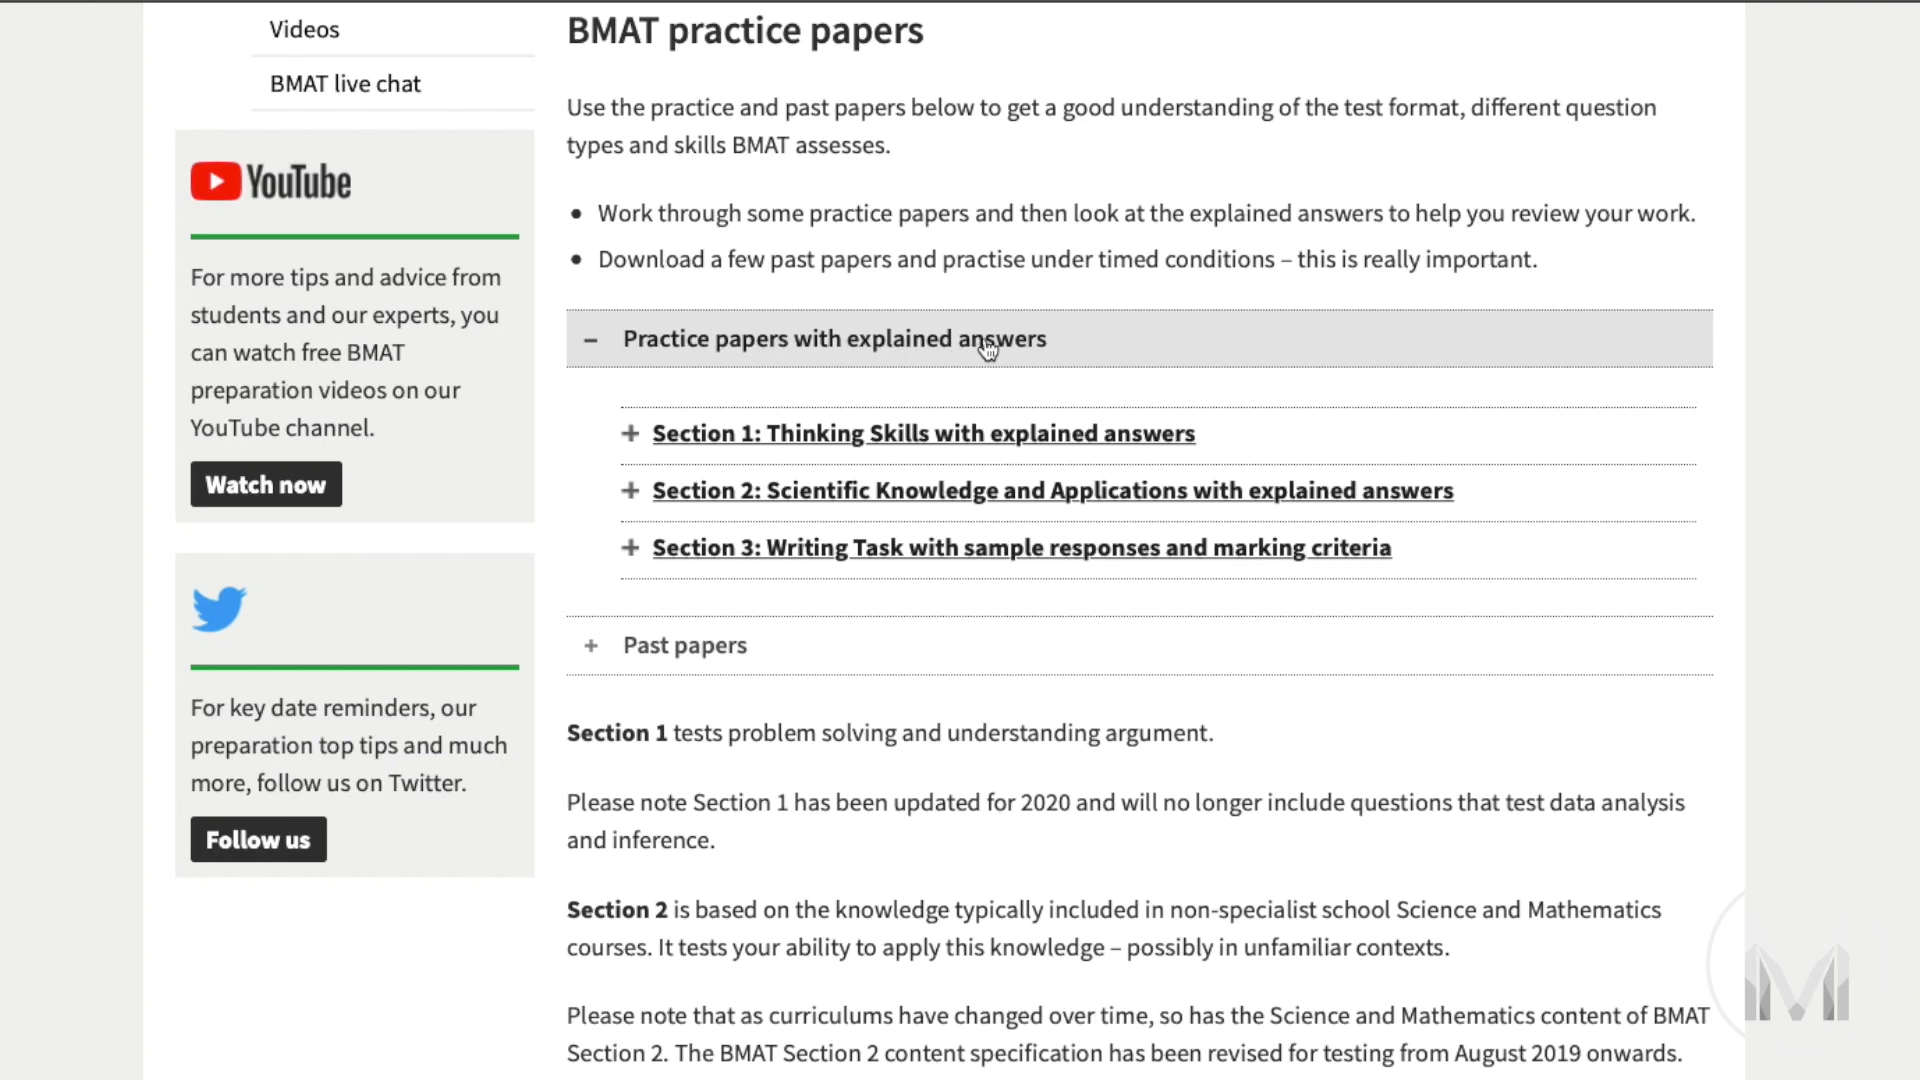 Videos
BMAT live chat
YouTube
For more tips and advice from
students and our experts, you
can watch free BMAT
preparation videos on our
YouTube channel.
Watch now
For key date reminders, our
preparation top tips and much
more, follow us on Twitter.
Follow us
BMAT practice papers
Use the practice and past papers below to get a good understanding of the test format, different question
types and skills BMAT assesses.
• Work through some practice papers and then look at the explained answers to help you review your work.
• Download a few past papers and practise under timed conditions – this is really important.
– Practice papers with explained answers
+ Section 1: Thinking Skills with explained answers
+ Section 2: Scientific Knowledge and Applications with explained answers
+ Section 3: Writing Task with sample responses and marking criteria
+ Past papers
Section 1 tests problem solving and understanding argument.
Please note Section 1 has been updated for 2020 and will no longer include questions that test data analysis
and inference.
Section 2 is based on the knowledge typically included in non-specialist school Science and Mathematics
courses. It tests your ability to apply this knowledge – possibly in unfamiliar contexts.
Please note that as curriculums have changed over time, so has the Science and Mathematics content of BMAT
Section 2. The BMAT Section 2 content specification has been revised for testing from August 2019 onwards.
M